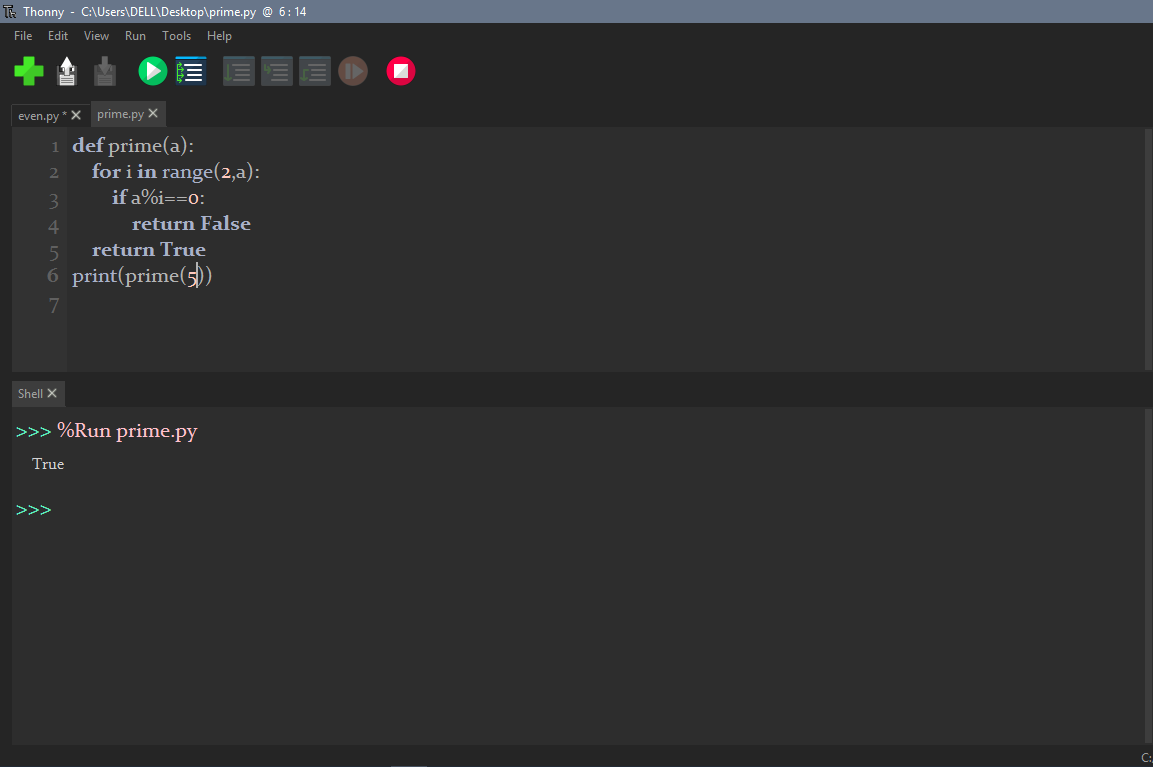 Thonny - C:\Users\DELL\Desktop\prime.py @ 6:14
File Edit View Run Tools Help
even.py * ✕ prime.py ✕
1 def prime(a):
2     for i in range(2,a):
3         if a%i==0:
4             return False
5     return True
6 print(prime(5))
7
Shell ✕
>>> %Run prime.py
True
>>>
C: